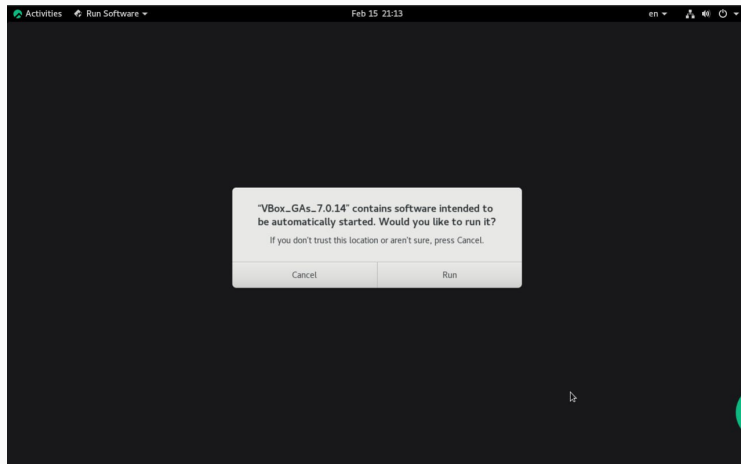 Activities Run Software Feb 15 21:13 en
“VBox_GAs_7.0.14” contains software intended to
be automatically started. Would you like to run it?
If you don't trust this location or aren't sure, press Cancel.
Cancel Run